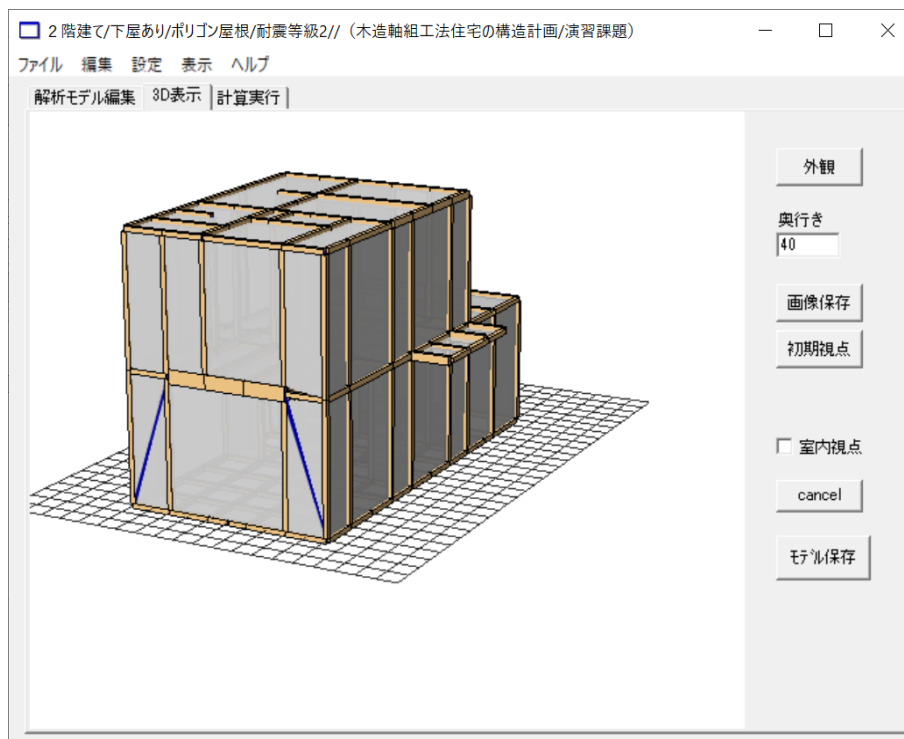 ２階建て/下屋あり/ポリゴン屋根/耐震等級2//（木造軸組工法住宅の構造計画/演習課題）
ファイル 編集 設定 表示 ヘルプ
解析モデル編集 3D表示 計算実行
外観
奥行き
40
画像保存
初期視点
室内視点
cancel
モデル保存